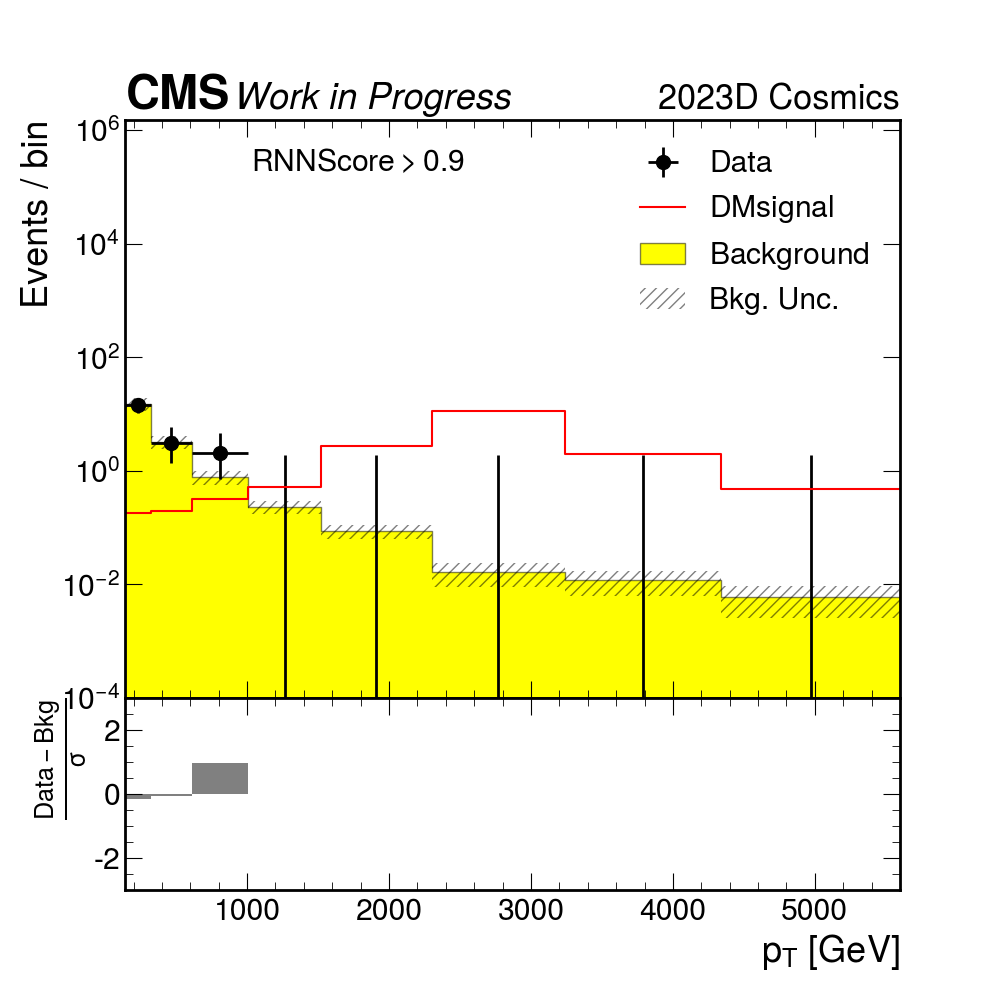 CMS Work in Progress 2023D Cosmics
Events / bin
10⁶
10⁴
10²
10⁰
10⁻²
10⁻⁴
RNNScore > 0.9
Data
DMsignal
Background
Bkg. Unc.
Data − Bkg
σ
2
0
-2
1000 2000 3000 4000 5000
p_T [GeV]